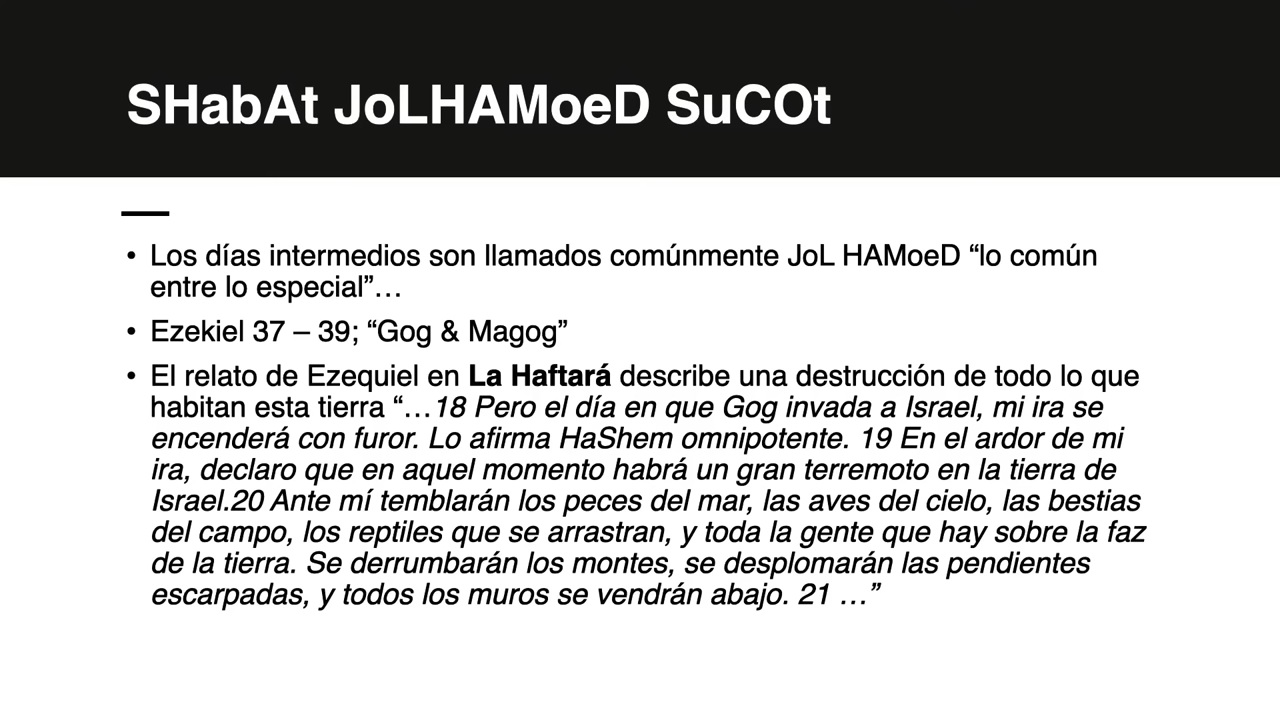 SHabAt JoLHAMoeD SuCOt
• Los días intermedios son llamados comúnmente JoL HAMoeD “lo común
entre lo especial”…
• Ezekiel 37 – 39; “Gog & Magog”
• El relato de Ezequiel en La Haftará describe una destrucción de todo lo que
habitan esta tierra “…18 Pero el día en que Gog invada a Israel, mi ira se
encenderá con furor. Lo afirma HaShem omnipotente. 19 En el ardor de mi
ira, declaro que en aquel momento habrá un gran terremoto en la tierra de
Israel.20 Ante mí temblarán los peces del mar, las aves del cielo, las bestias
del campo, los reptiles que se arrastran, y toda la gente que hay sobre la faz
de la tierra. Se derrumbarán los montes, se desplomarán las pendientes
escarpadas, y todos los muros se vendrán abajo. 21 …”